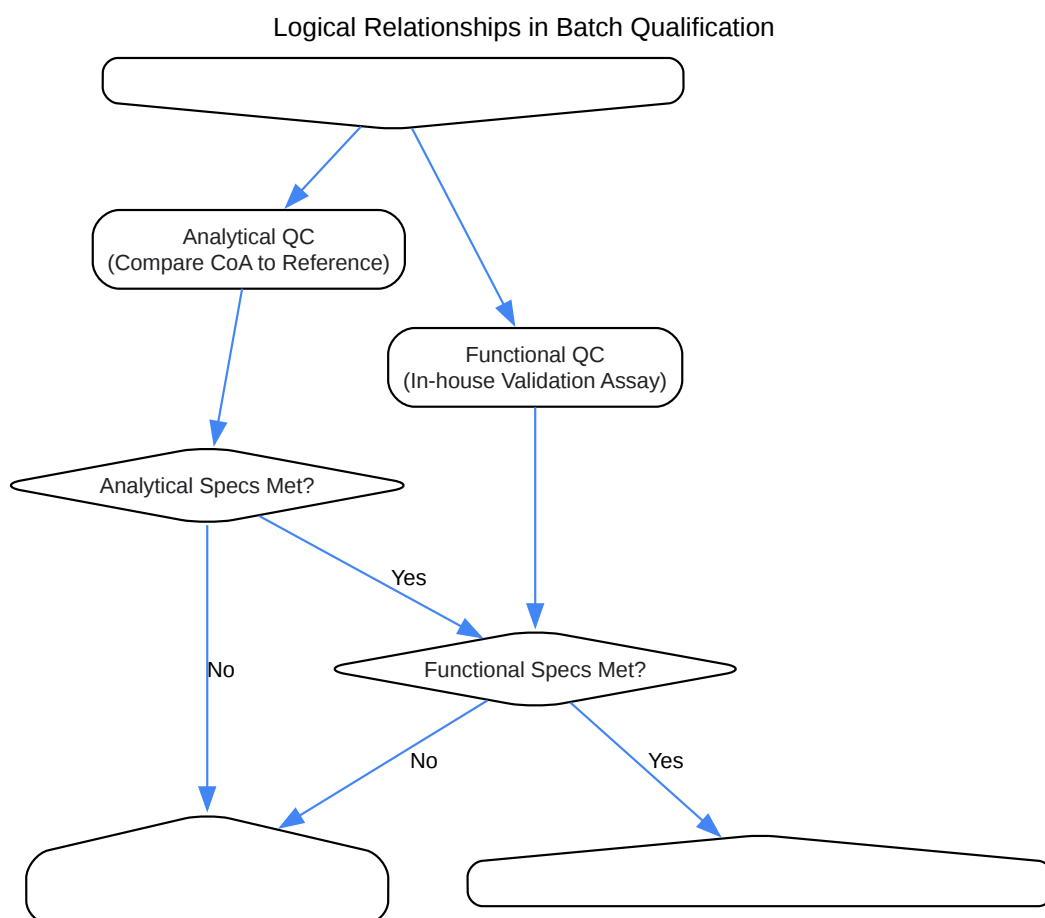 Logical Relationships in Batch Qualification
Analytical QC
(Compare CoA to Reference)
Functional QC
(In-house Validation Assay)
Analytical Specs Met?
Yes
No
Functional Specs Met?
No
Yes